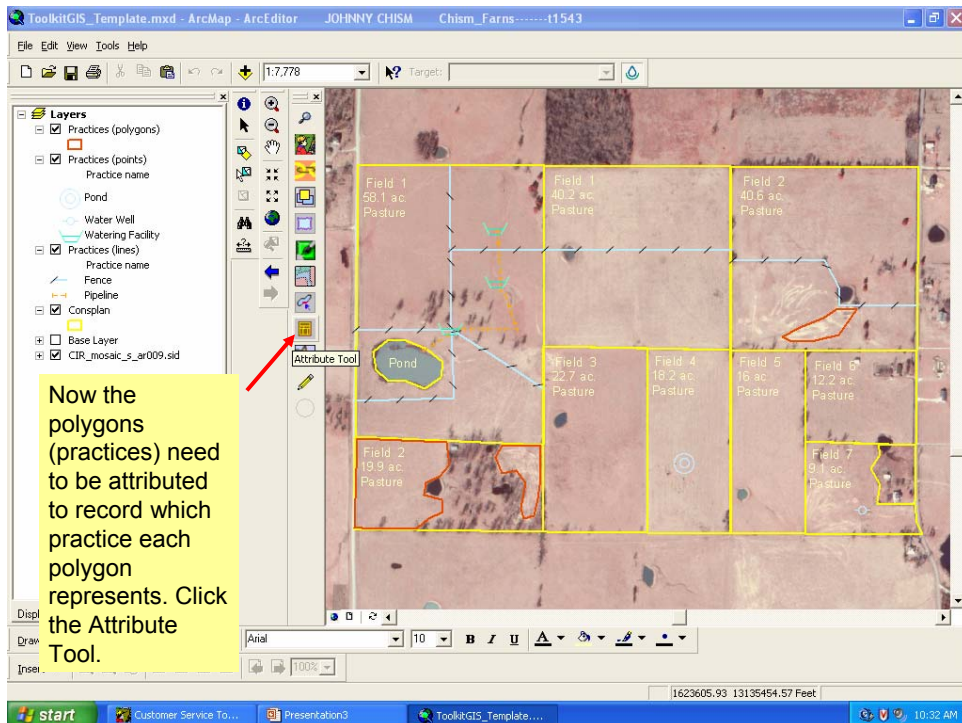 ToolkitGIS_Template.mxd - ArcMap - ArcEditor JOHNNY CHISM Chism_Farns-------t1543
File Edit View Tools Help
1:7,778
Target:
Layers
Practices (polygons)
Practices (points)
Practice name
Pond
Water Well
Watering Facility
Practices (lines)
Practice name
Fence
Pipeline
Consplan
Base Layer
CIR_mosaic_s_ar009.sid
Attribute Tool
Now the
polygons
(practices) need
to be attributed
to record which
practice each
polygon
represents. Click
the Attribute
Tool.
Field 1
58.1 ac.
Pasture
Field 1
40.2 ac.
Pasture
Field 2
40.6 ac.
Pasture
Pond
Field 3
22.7 ac.
Pasture
Field 4
18.2 ac.
Pasture
Field 5
16 ac.
Pasture
Field 6
12.2 ac.
Pasture
Field 2
19.9 ac.
Pasture
Field 7
9.1 ac.
Pasture
Arial
10
B I U A
100%
1623605.93 13135454.57 Feet
start
Customer Service To...
Presentation3
ToolkitGIS_Template....
10:32 AM